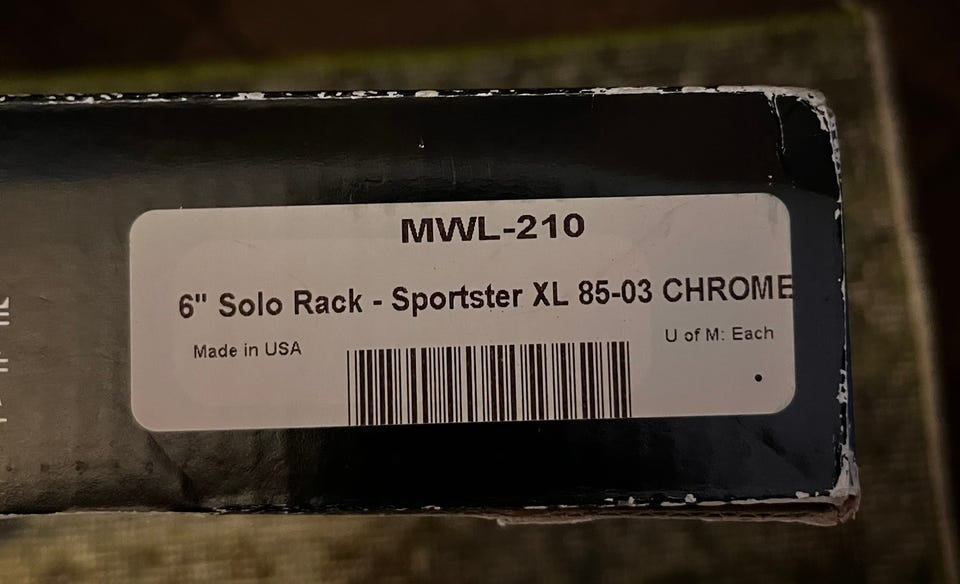 MWL-210
6" Solo Rack - Sportster XL 85-03 CHROME
Made in USA
U of M: Each